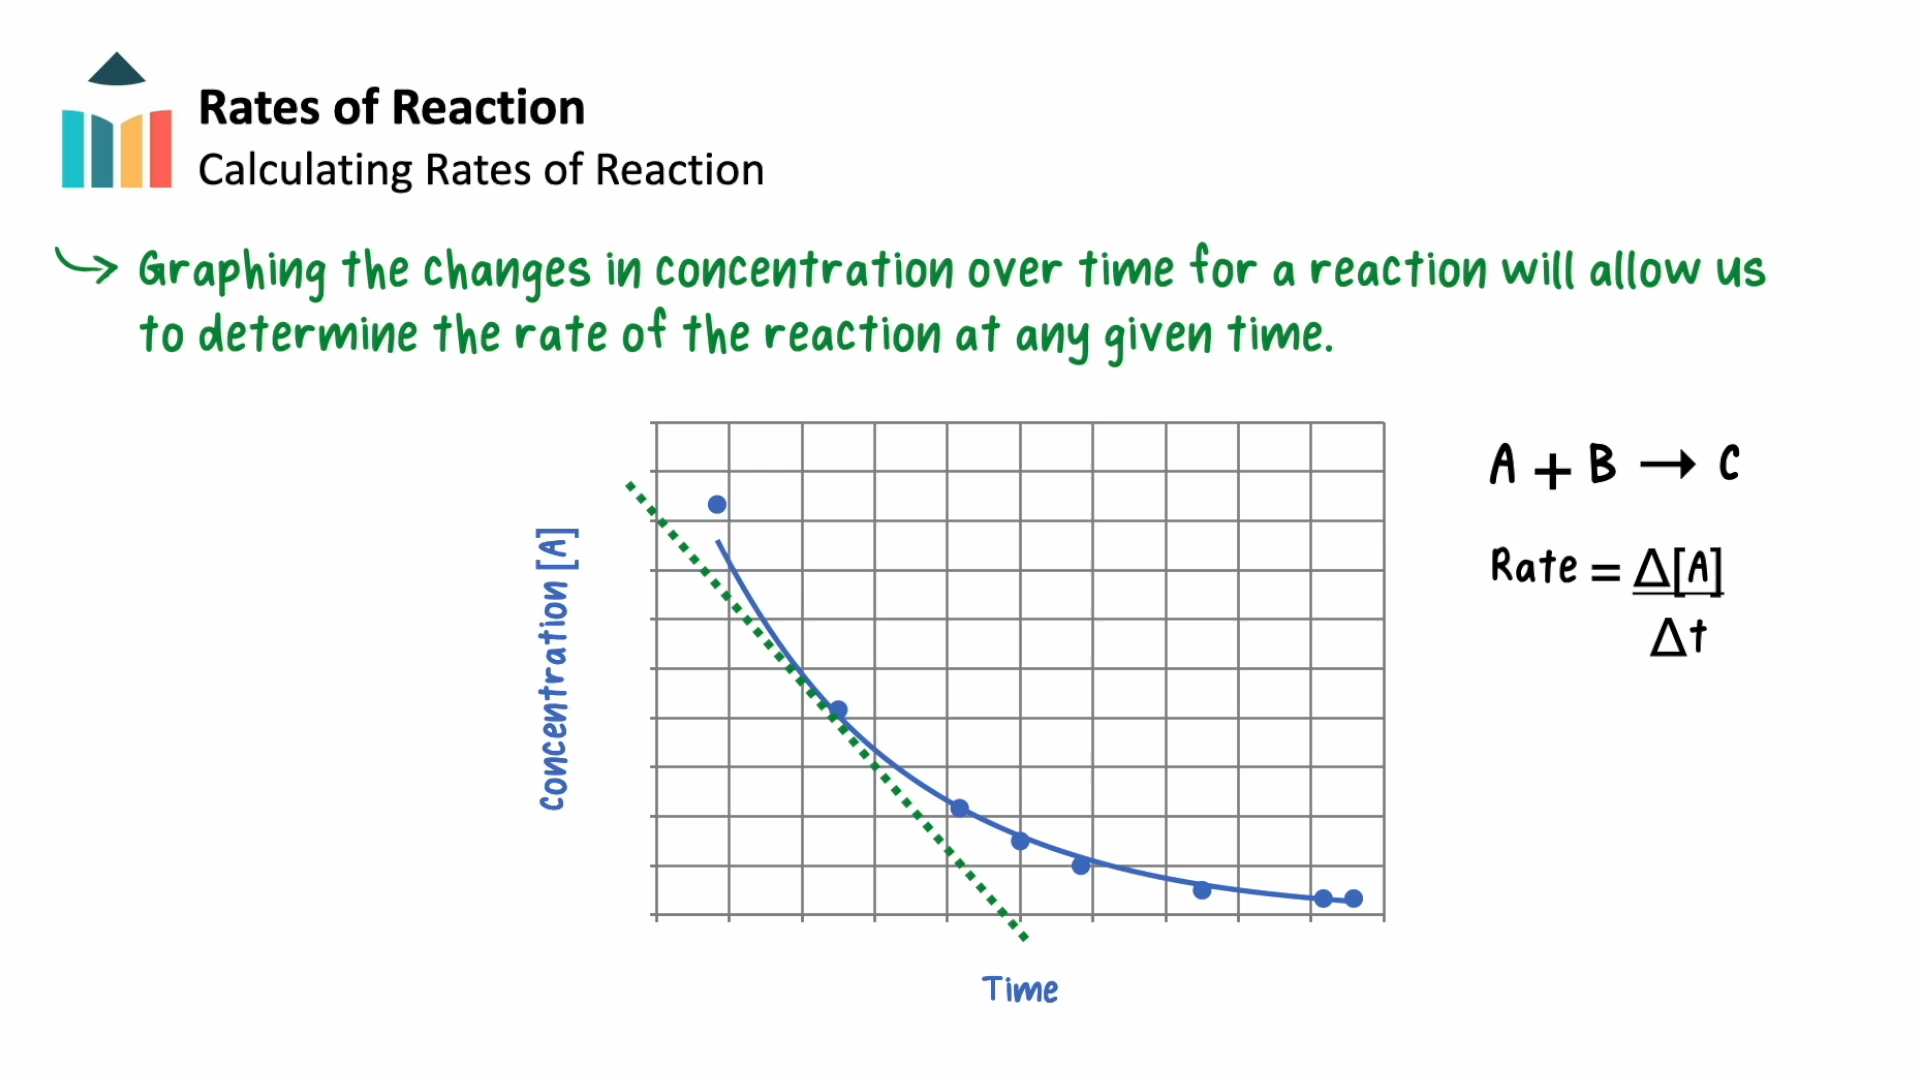 Rates of Reaction
Calculating Rates of Reaction
Graphing the changes in concentration over time for a reaction will allow us
to determine the rate of the reaction at any given time.
A + B → C
Rate = Δ[A]
Δt
Concentration [A]
Time